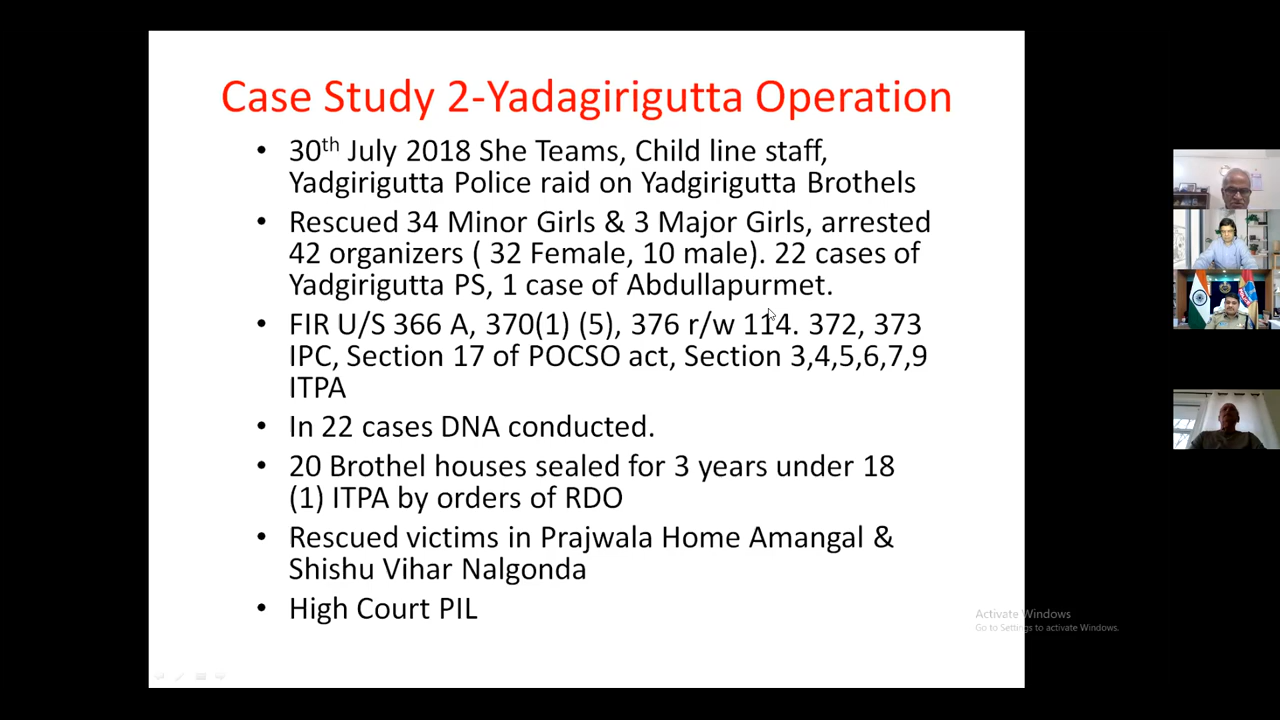 Case Study 2-Yadagirigutta Operation
• 30th July 2018 She Teams, Child line staff,
Yadgirigutta Police raid on Yadgirigutta Brothels
• Rescued 34 Minor Girls & 3 Major Girls, arrested
42 organizers ( 32 Female, 10 male). 22 cases of
Yadgirigutta PS, 1 case of Abdullapurmet.
• FIR U/S 366 A, 370(1) (5), 376 r/w 114. 372, 373
IPC, Section 17 of POCSO act, Section 3,4,5,6,7,9
ITPA
• In 22 cases DNA conducted.
• 20 Brothel houses sealed for 3 years under 18
(1) ITPA by orders of RDO
• Rescued victims in Prajwala Home Amangal &
Shishu Vihar Nalgonda
• High Court PIL
Activate Windows
Go to Settings to activate Windows.